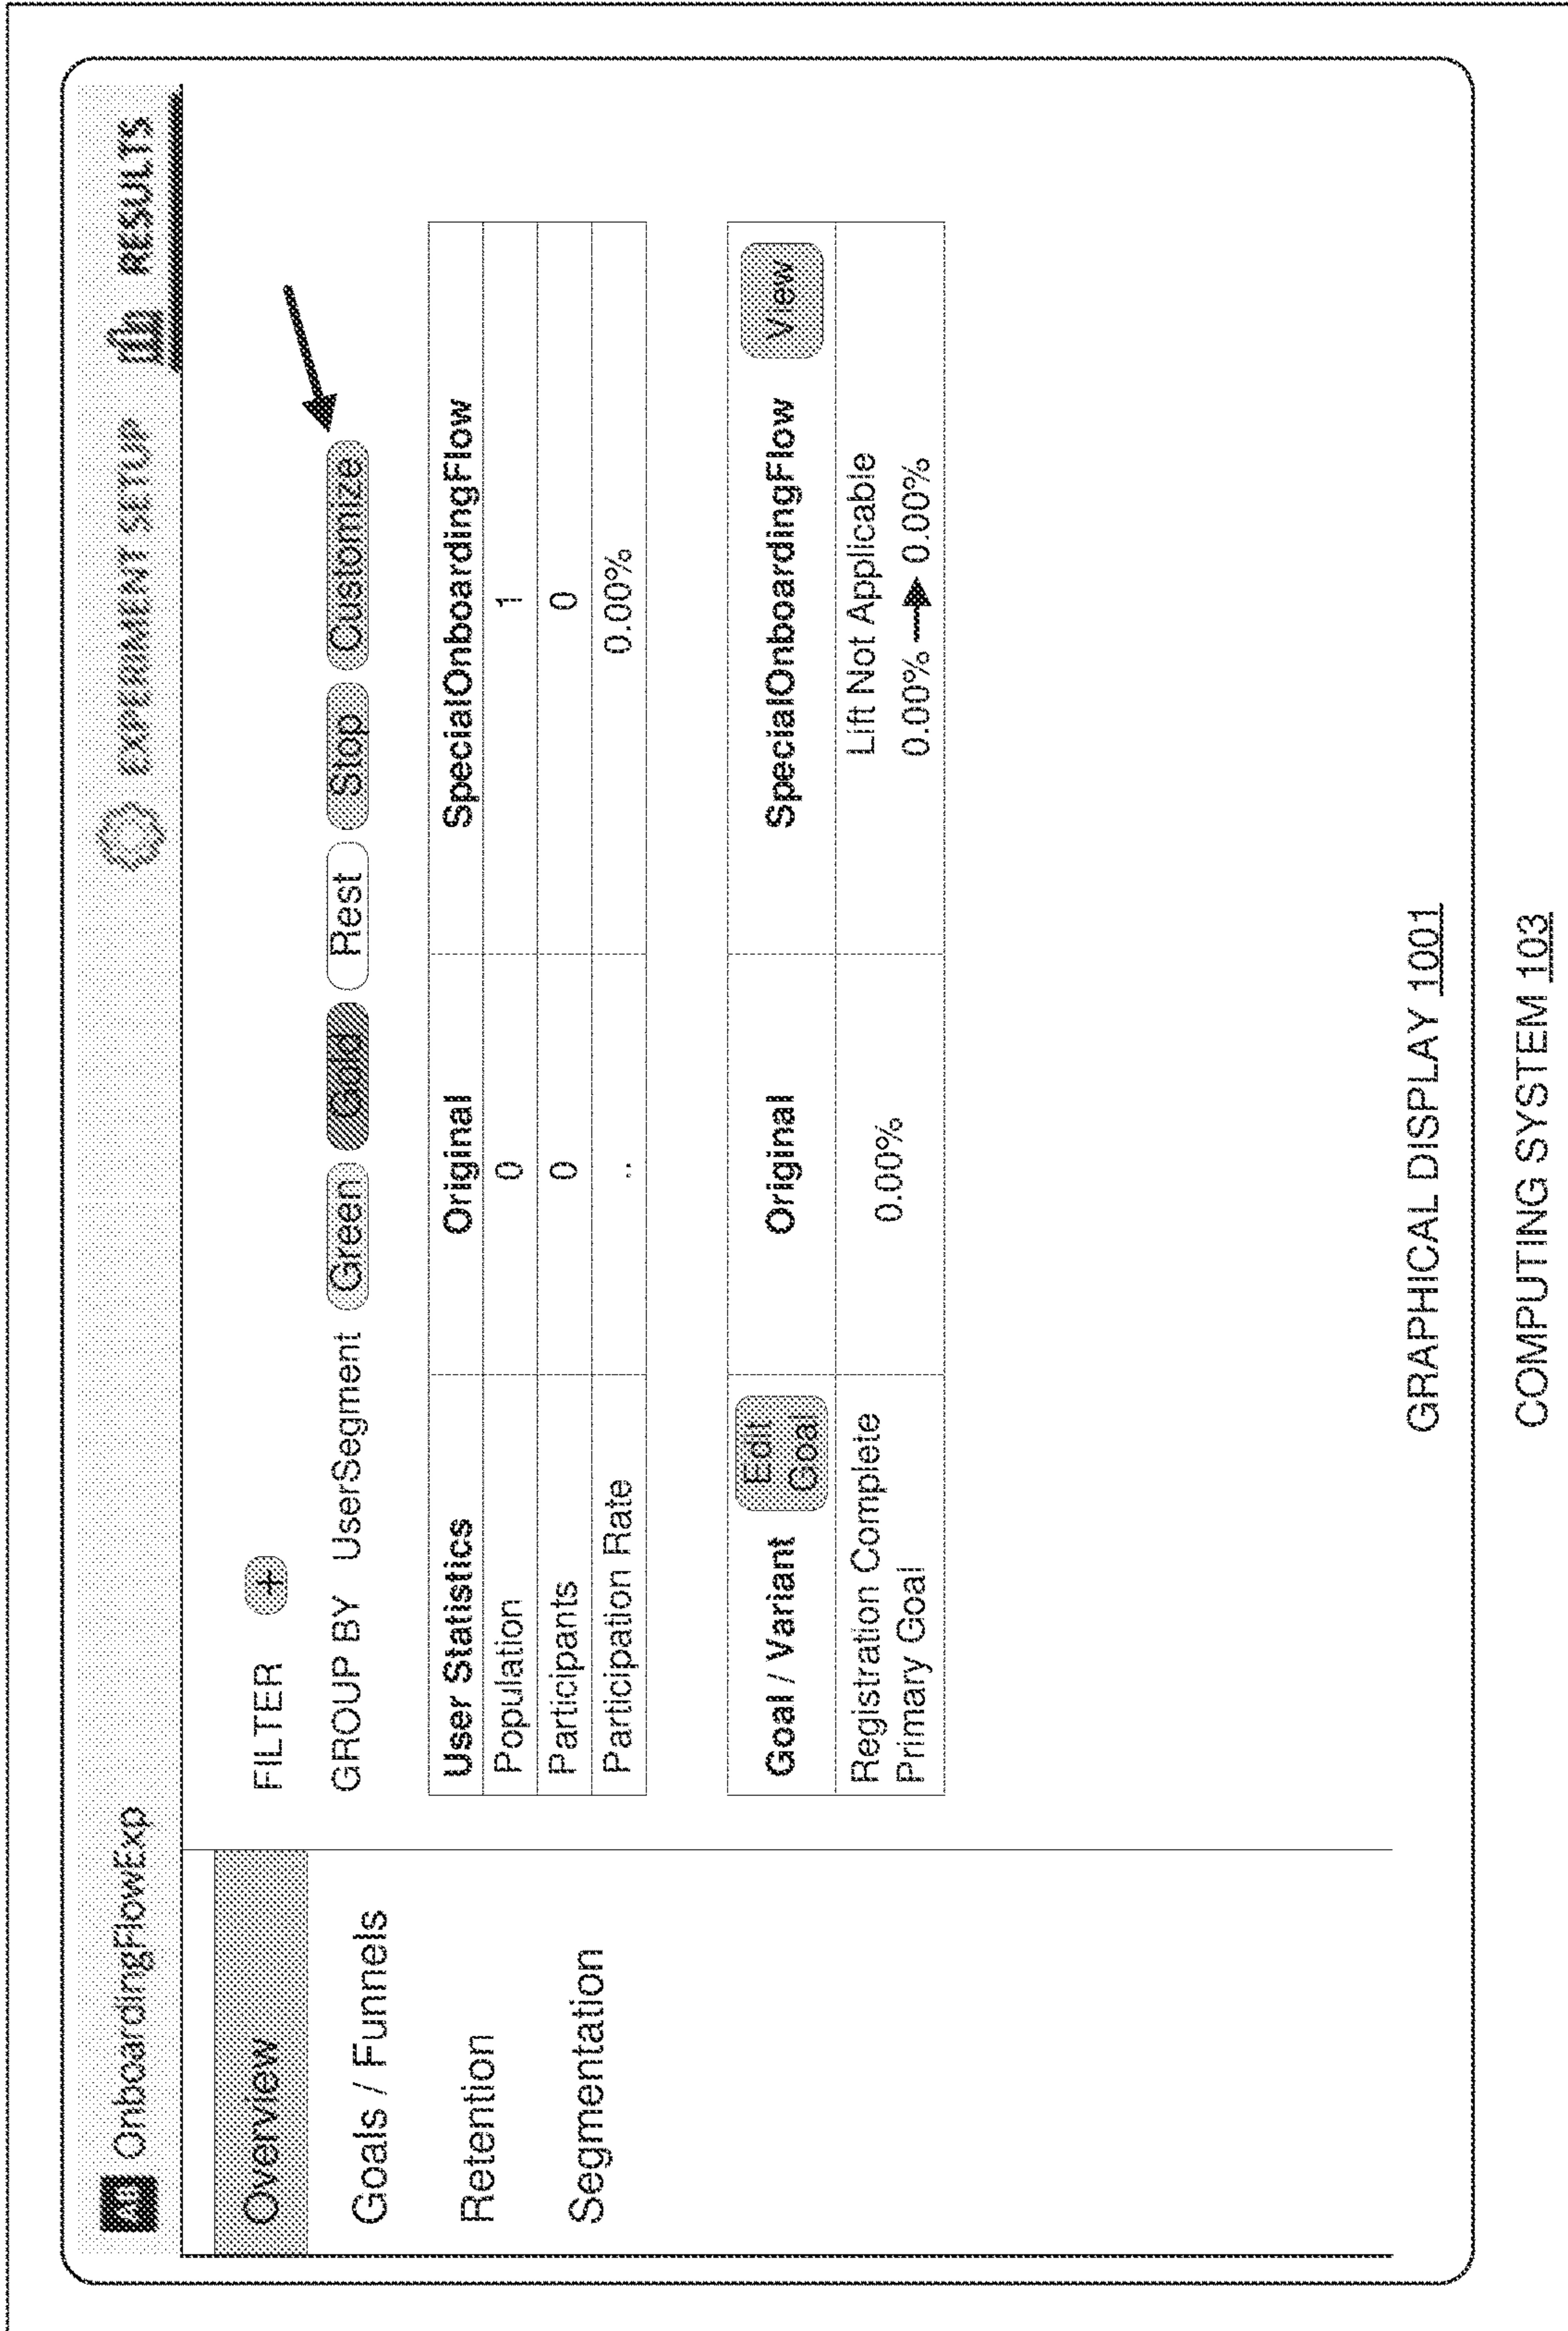 AB OnboardingFlowExp EXPERIMENT SETUP RESULTS
Overview
Goals / Funnels
Retention
Segmentation
FILTER +
GROUP BY UserSegment Green Gold Rest Stop Customize
User Statistics Original SpecialOnboardingFlow
Population 0 1
Participants 0 0
Participation Rate .. 0.00%
Goal / Variant Edit Goal Original SpecialOnboardingFlow View
Registration Complete 0.00% Lift Not Applicable
Primary Goal 0.00% → 0.00%
GRAPHICAL DISPLAY 1001
COMPUTING SYSTEM 103